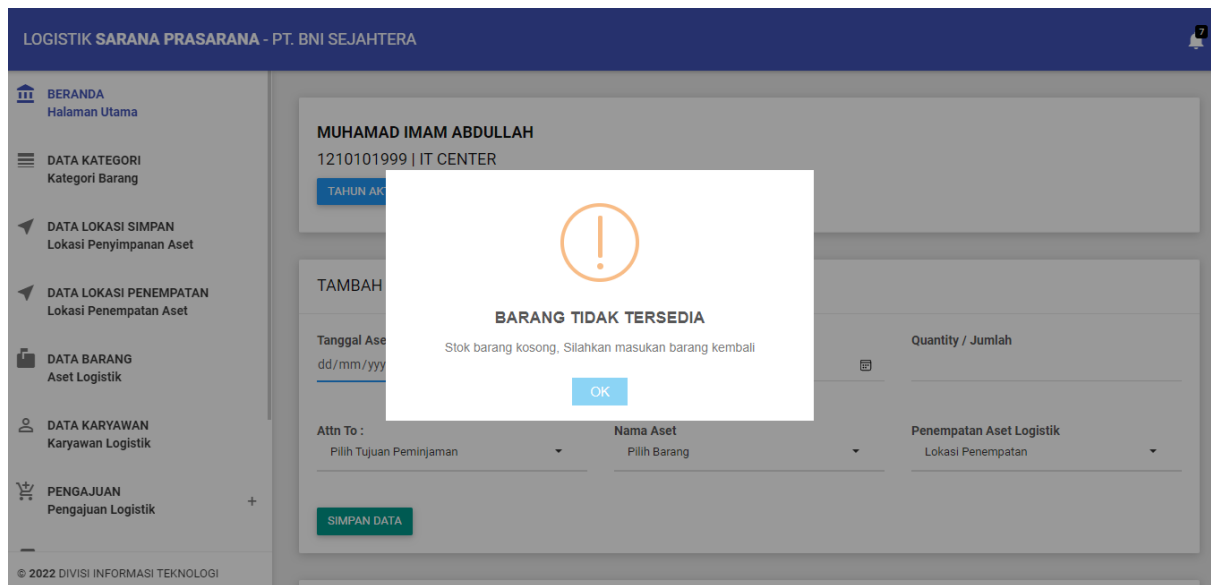 LOGISTIK SARANA PRASARANA - PT. BNI SEJAHTERA
7
BERANDA
Halaman Utama
DATA KATEGORI
Kategori Barang
DATA LOKASI SIMPAN
Lokasi Penyimpanan Aset
DATA LOKASI PENEMPATAN
Lokasi Penempatan Aset
DATA BARANG
Aset Logistik
DATA KARYAWAN
Karyawan Logistik
PENGAJUAN
Pengajuan Logistik
+
© 2022 DIVISI INFORMASI TEKNOLOGI
MUHAMAD IMAM ABDULLAH
1210101999 | IT CENTER
TAHUN AK
TAMBAH
Tanggal Ase
dd/mm/yyy
Quantity / Jumlah
Attn To :
Pilih Tujuan Peminjaman
Nama Aset
Pilih Barang
Penempatan Aset Logistik
Lokasi Penempatan
SIMPAN DATA
BARANG TIDAK TERSEDIA
Stok barang kosong, Silahkan masukan barang kembali
OK